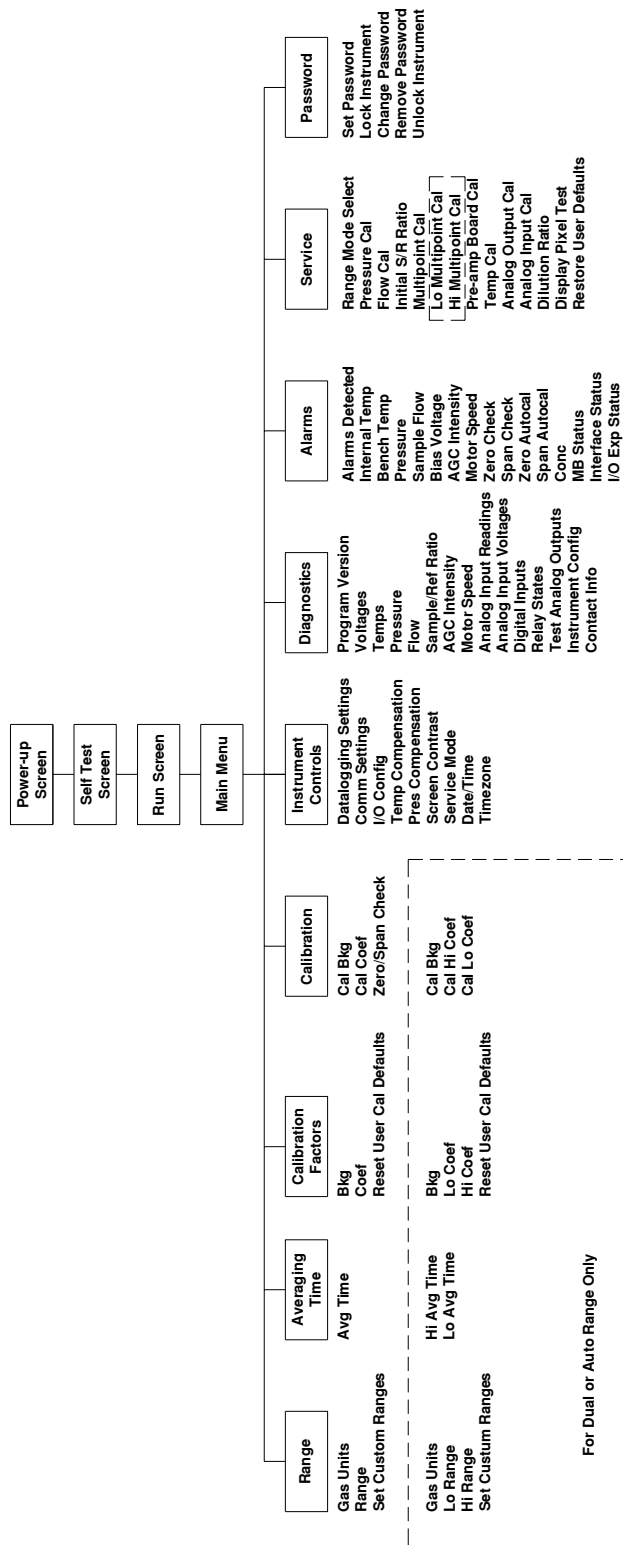 Power-up
Screen
Self Test
Screen
Run Screen
Main Menu
Range
Gas Units
Range
Set Custom Ranges
Averaging
Time
Avg Time
Calibration
Factors
Bkg
Coef
Reset User Cal Defaults
Calibration
Cal Bkg
Cal Coef
Zero/Span Check
Instrument
Controls
Datalogging Settings
Comm Settings
I/O Config
Temp Compensation
Pres Compensation
Screen Contrast
Service Mode
Date/Time
Timezone
Diagnostics
Program Version
Voltages
Temps
Pressure
Flow
Sample/Ref Ratio
AGC Intensity
Motor Speed
Analog Input Readings
Analog Input Voltages
Digital Inputs
Relay States
Test Analog Outputs
Instrument Config
Contact Info
Alarms
Alarms Detected
Internal Temp
Bench Temp
Pressure
Sample Flow
Bias Voltage
AGC Intensity
Motor Speed
Zero Check
Span Check
Zero Autocal
Span Autocal
Conc
MB Status
Interface Status
I/O Exp Status
Service
Range Mode Select
Pressure Cal
Flow Cal
Initial S/R Ratio
Multipoint Cal
Lo Multipoint Cal
Hi Multipoint Cal
Pre-amp Board Cal
Temp Cal
Analog Output Cal
Analog Input Cal
Dilution Ratio
Display Pixel Test
Restore User Defaults
Password
Set Password
Lock Instrument
Change Password
Remove Password
Unlock Instrument
Gas Units
Lo Range
Hi Range
Set Custum Ranges
Hi Avg Time
Lo Avg Time
Bkg
Lo Coef
Hi Coef
Reset User Cal Defaults
Cal Bkg
Cal Hi Coef
Cal Lo Coef
For Dual or Auto Range Only